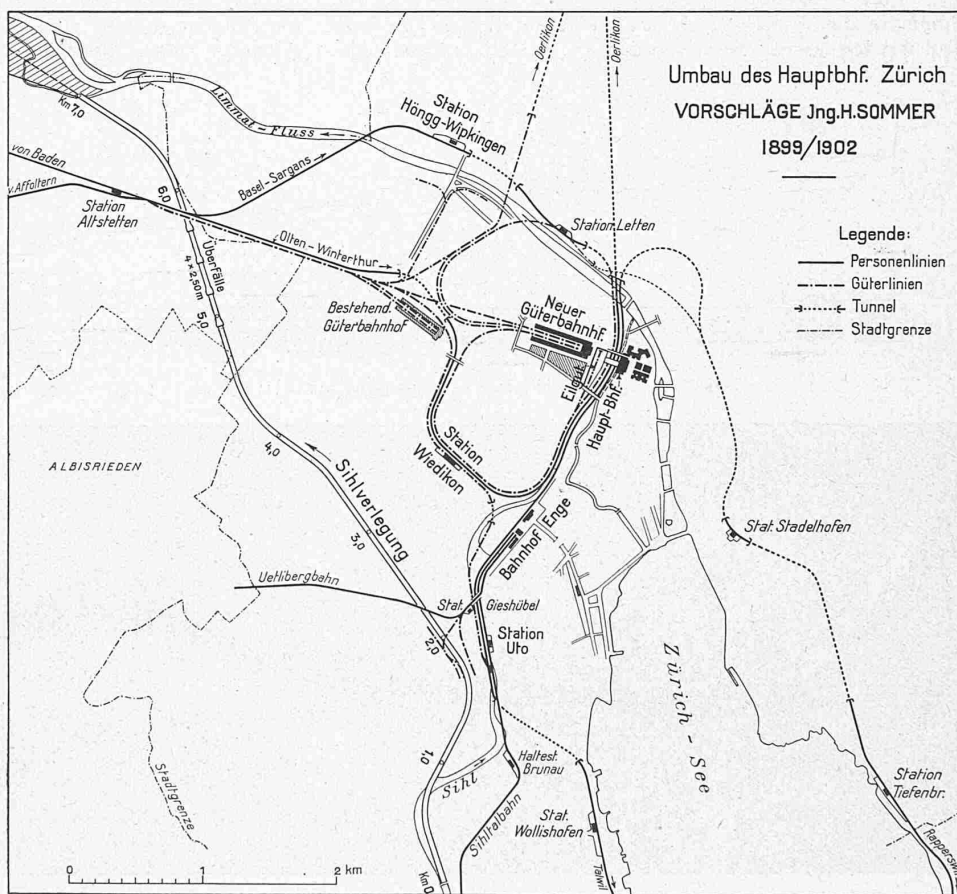 Umbau des Hauptbhf. Zürich
VORSCHLÄGE Jng.H.SOMMER
1899/1902
Legende:
Personenlinien
Güterlinien
Tunnel
Stadtgrenze
→ Oerlikon
→ Oerlikon
Km 7,0
Limmat - Fluss
Station
Höngg-Wipkingen
von Baden
v. Affoltern
Station
Altstetten
6,0
Basel-Sargans
Station Letten
Olten-Winterthur
Überfälle
4 × 2,50m
5,0
Bestehend.
Güterbahnhof
Neuer
Güterbahnhf.
Eilgut
Haupt-Bhf.
4,0
Station
Wiedikon
ALBISRIEDEN
Sihlverlegung
3,0
Bahnhof Enge
Stat. Stadelhofen
Uetlibergbahn
Stat. Gieshübel
2,0
Station
Uto
Zürich - See
1,0
Sihl
Haltest.
Brunau
Stadtgrenze
Sihltalbahn
Stat.
Wollishofen
Station
Tiefenbr.
Km 0
Talwil
Rappersw.
0 1 2 km